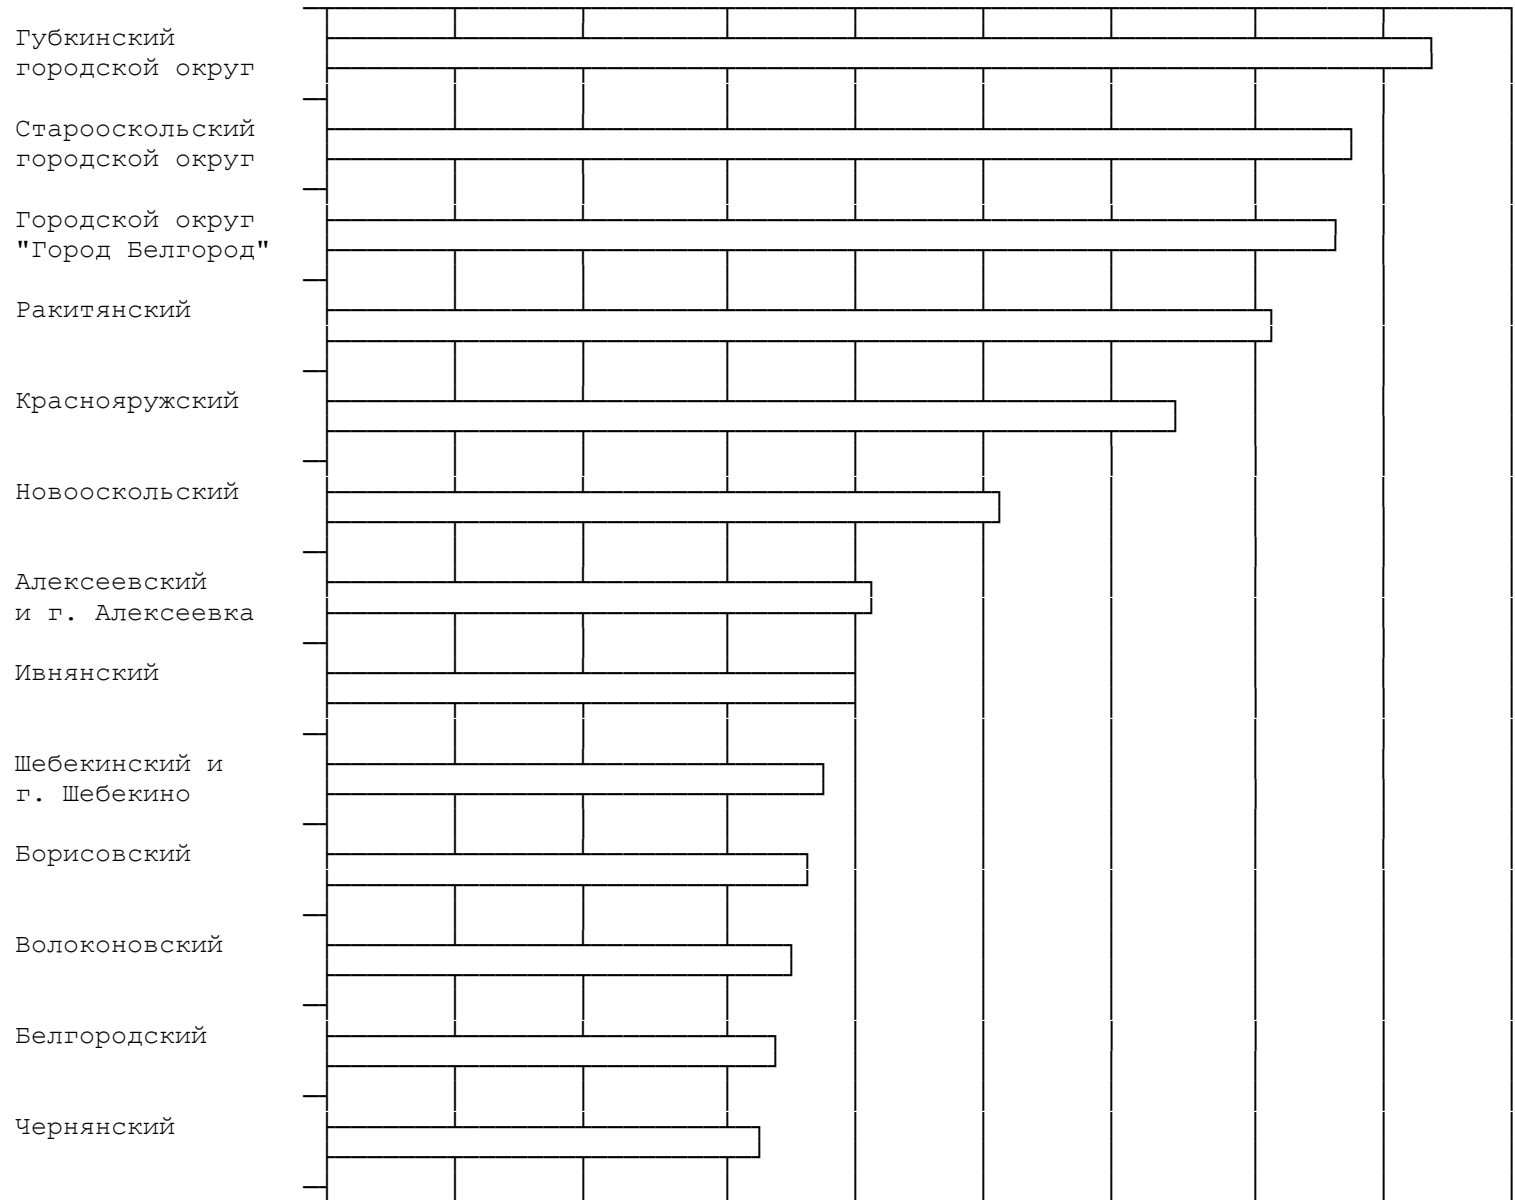 Губкинский
городской округ
Старооскольский
городской округ
Городской округ
"Город Белгород"
Ракитянский
Краснояружский
Новооскольский
Алексеевский
и г. Алексеевка
Ивнянский
Шебекинский и
г. Шебекино
Борисовский
Волоконовский
Белгородский
Чернянский